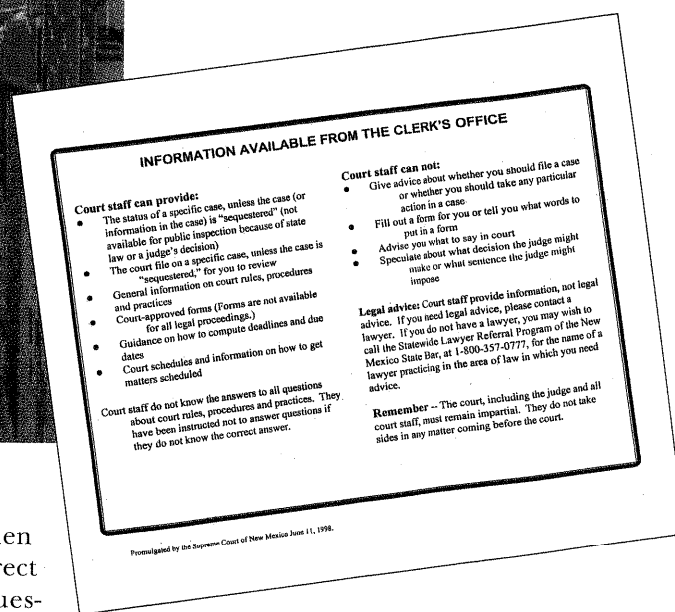 INFORMATION AVAILABLE FROM THE CLERK'S OFFICE
Court staff can provide:
• The status of a specific case, unless the case (or
information in the case) is "sequestered" (not
available for public inspection because of state
law or a judge's decision)
• The court file on a specific case, unless the case is
"sequestered," for you to review
• General information on court rules, procedures
and practices
• Court-approved forms (Forms are not available
for all legal proceedings.)
• Guidance on how to compute deadlines and due
dates
• Court schedules and information on how to get
matters scheduled
Court staff do not know the answers to all questions
about court rules, procedures and practices. They
have been instructed not to answer questions if
they do not know the correct answer.
Court staff can not:
• Give advice about whether you should file a case
or whether you should take any particular
action in a case
• Fill out a form for you or tell you what words to
put in a form
• Advise you what to say in court
• Speculate about what decision the judge might
make or what sentence the judge might
impose
Legal advice: Court staff provide information, not legal
advice. If you need legal advice, please contact a
lawyer. If you do not have a lawyer, you may wish to
call the Statewide Lawyer Referral Program of the New
Mexico State Bar, at 1-800-357-0777, for the name of a
lawyer practicing in the area of law in which you need
advice.
Remember -- The court, including the judge and all
court staff, must remain impartial. They do not take
sides in any matter coming before the court.
Promulgated by the Supreme Court of New Mexico June 11, 1998.
en
rect
ues-